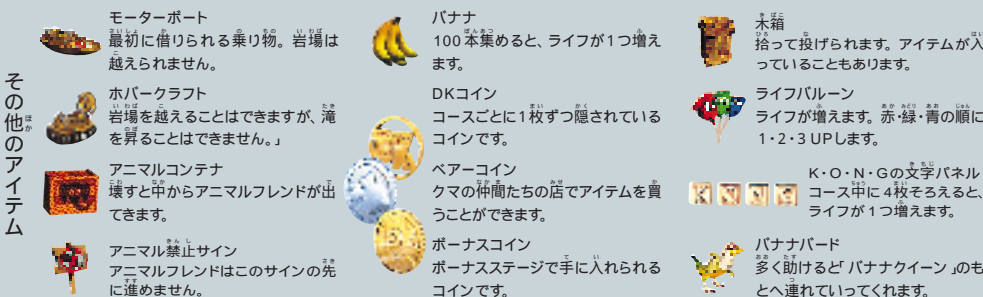 その他のアイテム
モーターボート
最初に借りられる乗り物。岩場は
越えられません。
ホバークラフト
岩場を越えることはできますが、滝
を昇ることはできません。」
アニマルコンテナ
壊すと中からアニマルフレンドが出
てきます。
アニマル禁止サイン
アニマルフレンドはこのサインの先
に進めません。
バナナ
100本集めると、ライフが1つ増え
ます。
DKコイン
コースごとに1枚ずつ隠されている
コインです。
ベアーコイン
クマの仲間たちの店でアイテムを買
うことができます。
ボーナスコイン
ボーナスステージで手に入れられる
コインです。
木箱
拾って投げられます。アイテムが入
っていることもあります。
ライフバルーン
ライフが増えます。赤・緑・青の順に
1・2・3 UPします。
K・O・N・Gの文字パネル
コース中に4枚そろえると、
ライフが1つ増えます。
バナナバード
多く助けると「バナナクイーン」のも
とへ連れていってくれます。